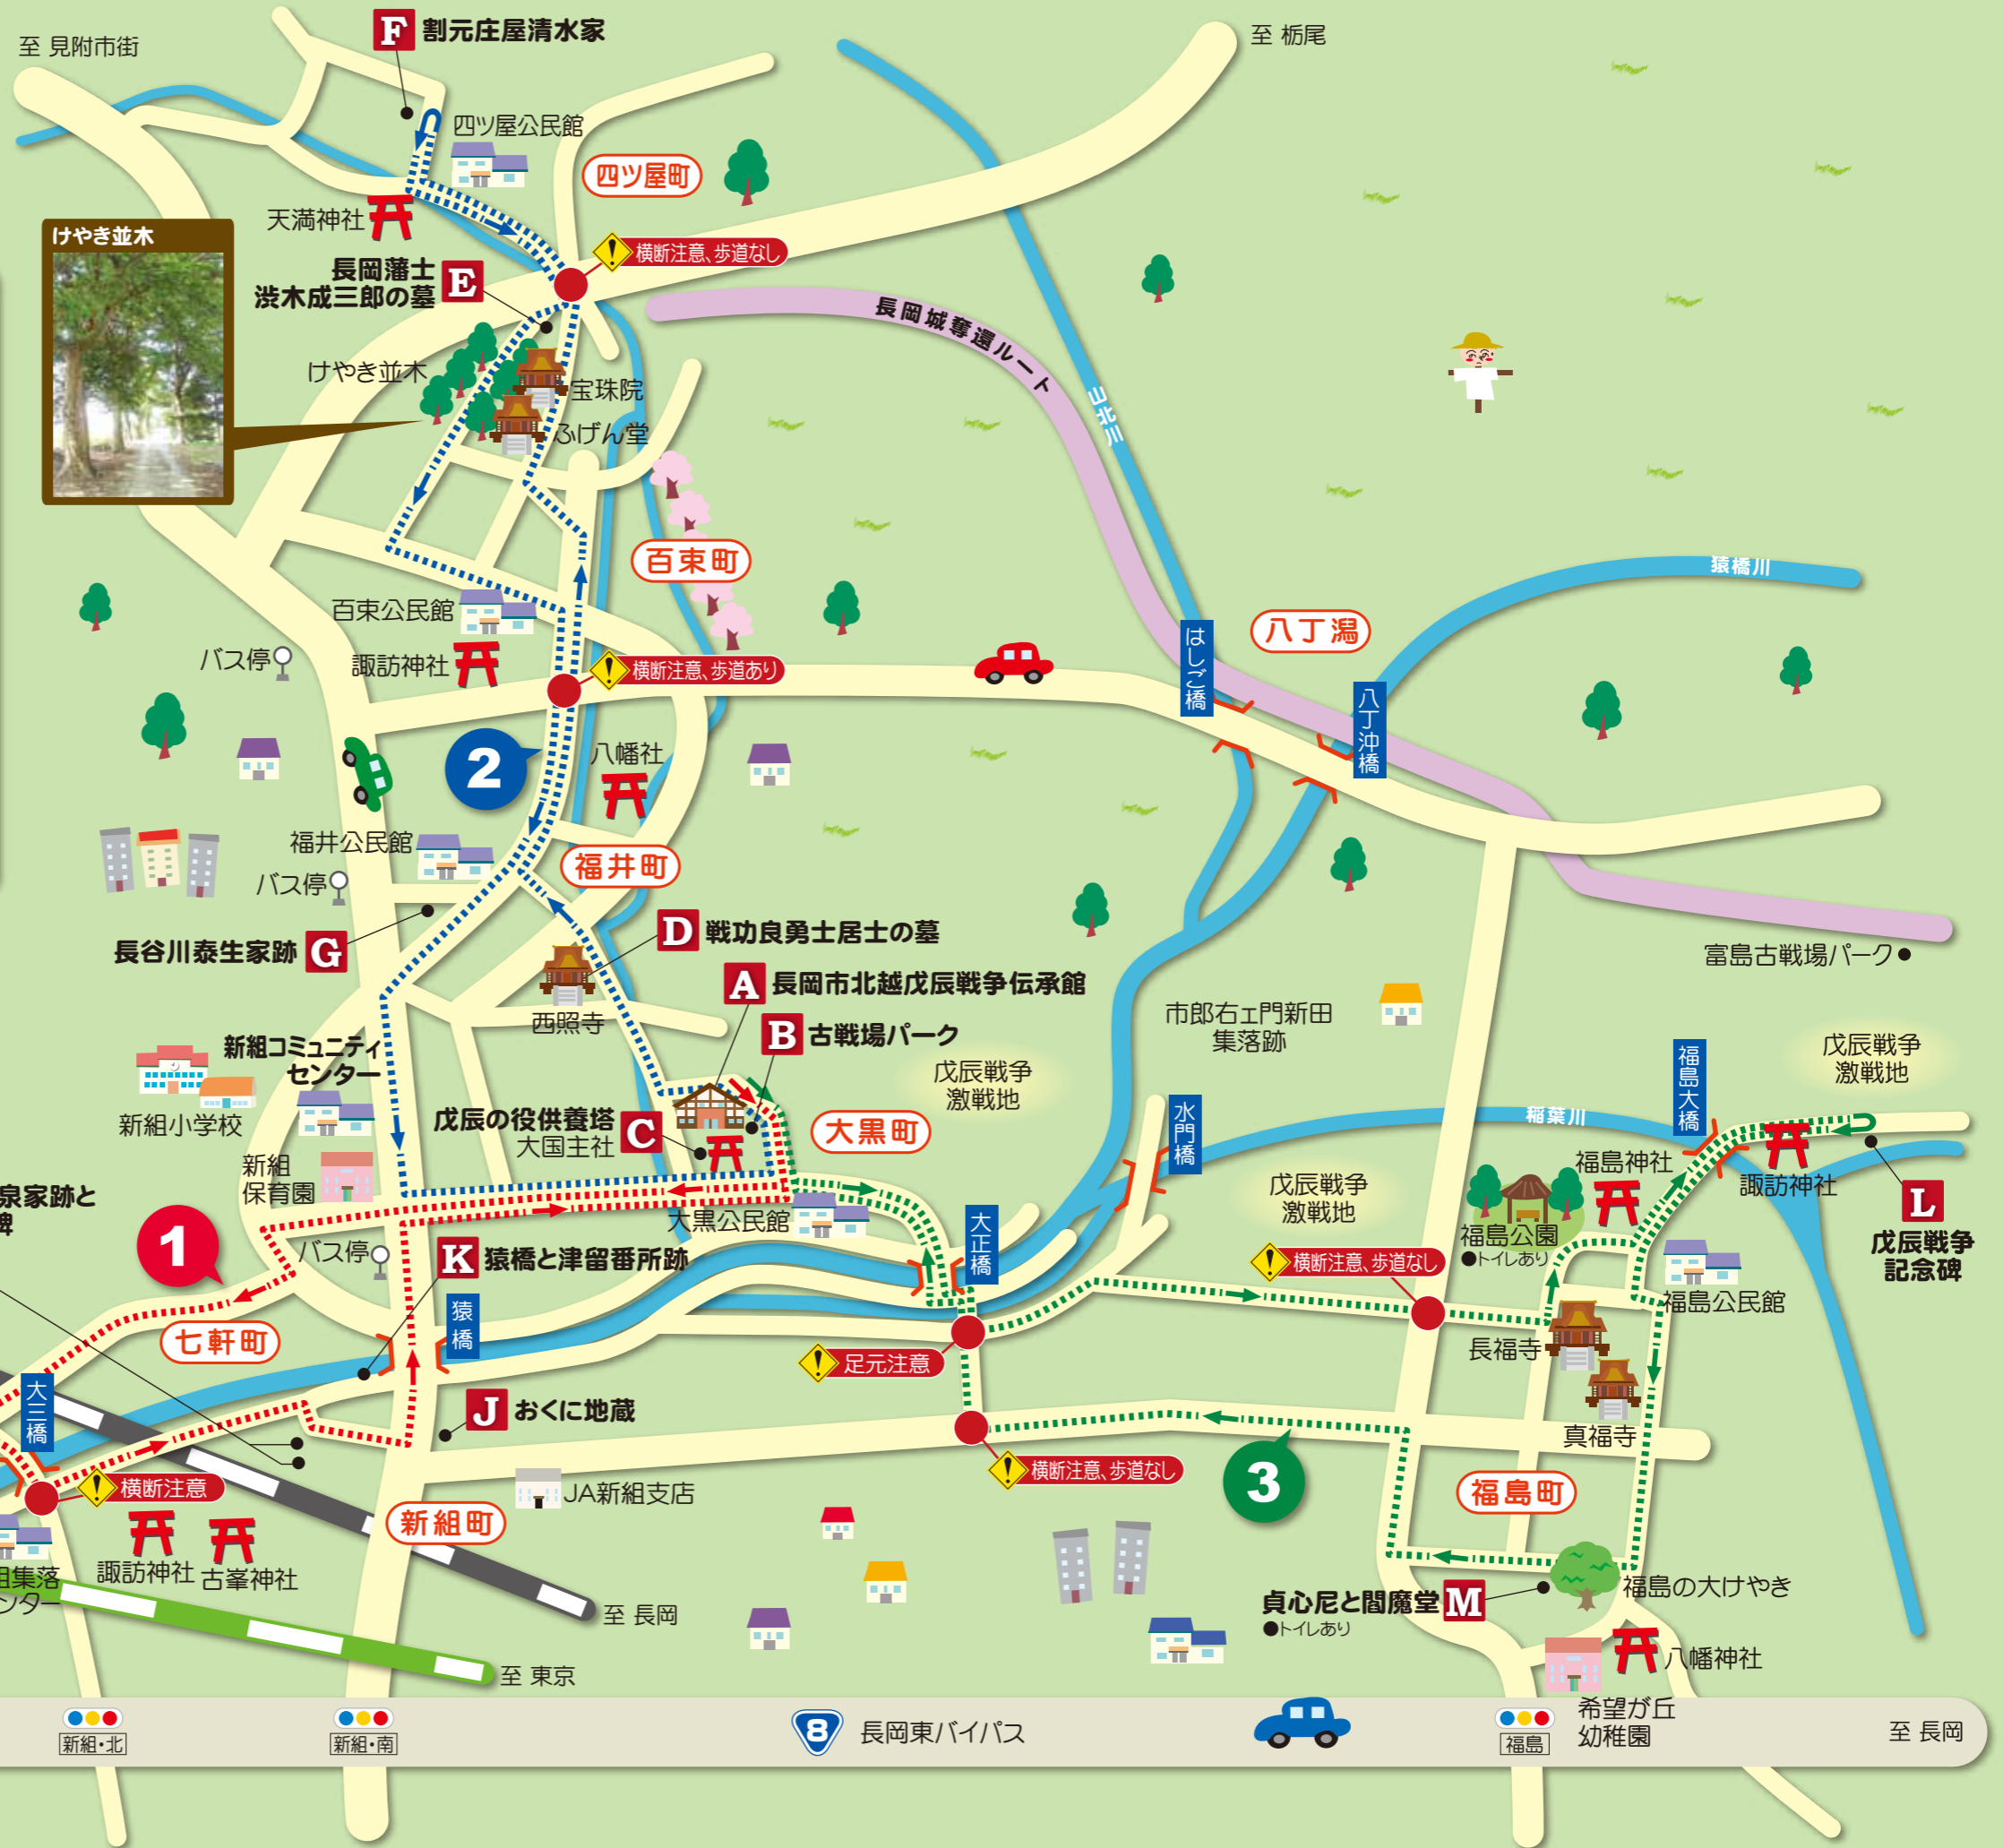 至 見附市街
F 割元庄屋清水家
至 栃尾
四ツ屋公民館
四ツ屋町
天満神社
けやき並木
横断注意、歩道なし
長岡藩士
渋木成三郎の墓
E
長岡城奪還ルート
けやき並木
宝珠院
山北川
ふげん堂
百束町
猿橋川
百束公民館
はしご橋
八丁潟
バス停
諏訪神社
横断注意、歩道あり
八丁沖橋
2
八幡社
福井公民館
福井町
バス停
D 戦功良勇士居士の墓
長谷川泰生家跡 G
富島古戦場パーク
A 長岡市北越戊辰戦争伝承館
西照寺
市郎右エ門新田
集落跡
B 古戦場パーク
新組コミュニティ
センター
戊辰戦争
激戦地
福島大橋
戊辰戦争
激戦地
新組小学校
戊辰の役供養塔
大国主社
C
大黒町
水門橋
稲葉川
新組
保育園
福島神社
諏訪神社
泉家跡と
碑
戊辰戦争
激戦地
L
戊辰戦争
記念碑
1
大黒公民館
大正橋
福島公園
●トイレあり
バス停
K 猿橋と津留番所跡
横断注意、歩道なし
福島公民館
猿橋
七軒町
足元注意
長福寺
大三橋
J おくに地蔵
真福寺
横断注意
横断注意、歩道なし
3
福島町
JA新組支店
新組町
諏訪神社
古峯神社
組集落
ンター
福島の大けやき
貞心尼と閻魔堂 M
●トイレあり
至 長岡
八幡神社
至 東京
希望が丘
幼稚園
新組・北
新組・南
8
長岡東バイパス
福島
至 長岡